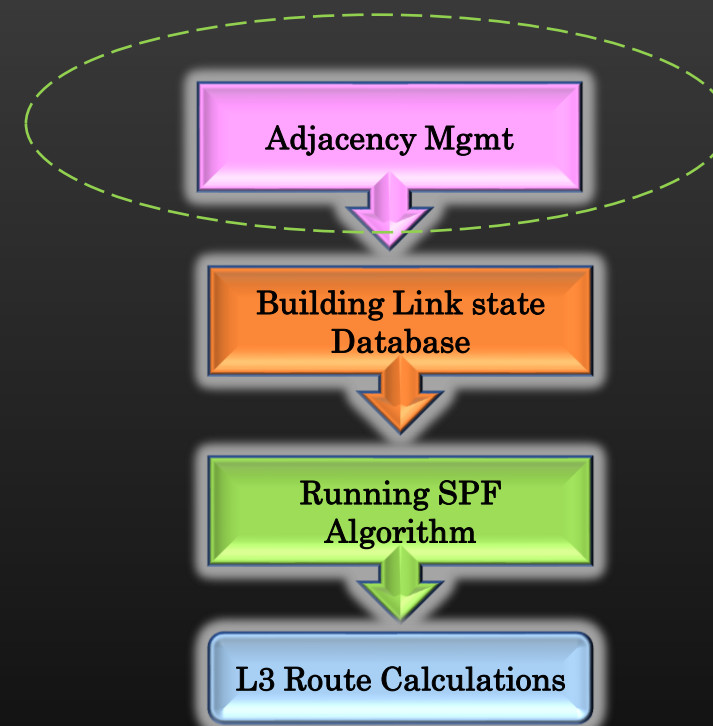 Adjacency Mgmt
Building Link state
Database
Running SPF
Algorithm
L3 Route Calculations